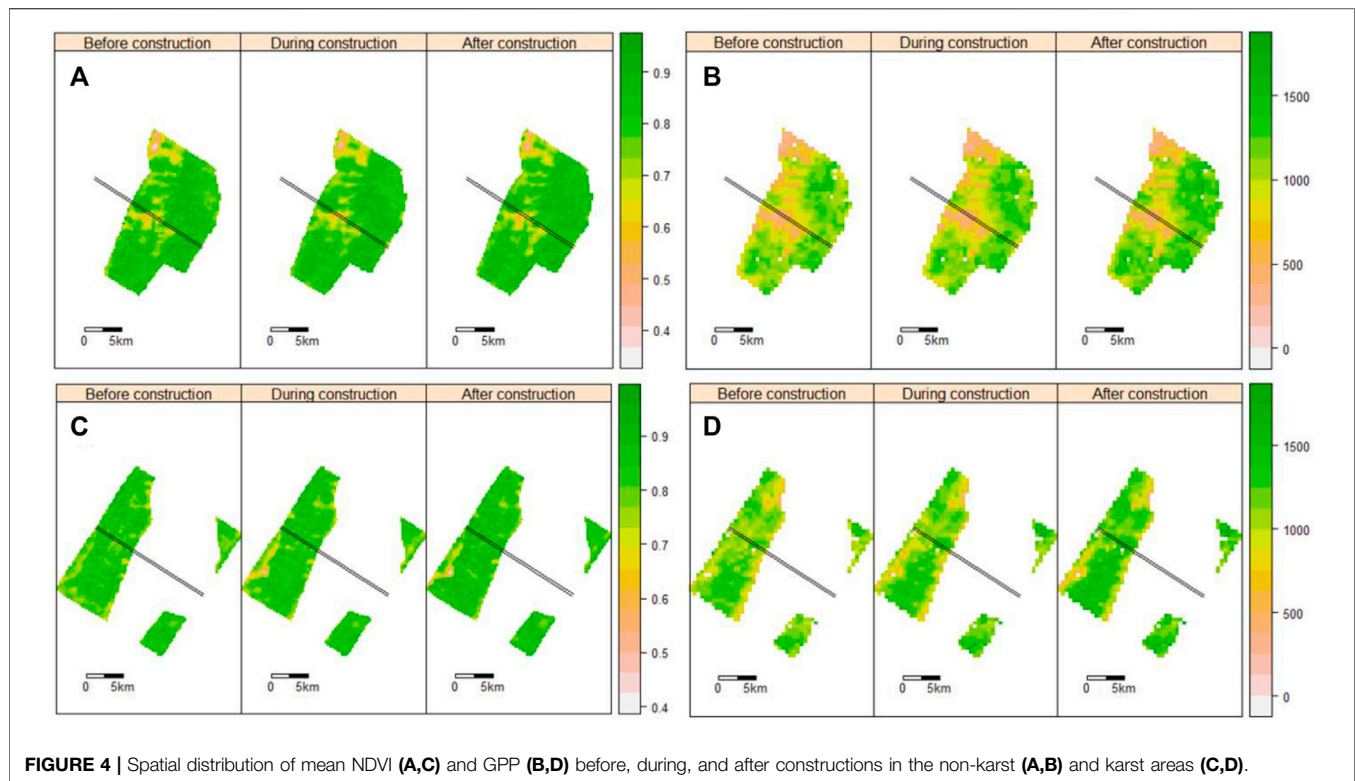 Before construction During construction After construction
A
0.9
0.8
0.7
0.6
0.5
0.4
0 5km 0 5km 0 5km
Before construction During construction After construction
B
1500
1000
500
0
0 5km 0 5km 0 5km
Before construction During construction After construction
C
0.9
0.8
0.7
0.6
0.5
0.4
0 5km 0 5km 0 5km
Before construction During construction After construction
D
1500
1000
500
0
0 5km 0 5km 0 5km
FIGURE 4 | Spatial distribution of mean NDVI (A,C) and GPP (B,D) before, during, and after constructions in the non-karst (A,B) and karst areas (C,D).